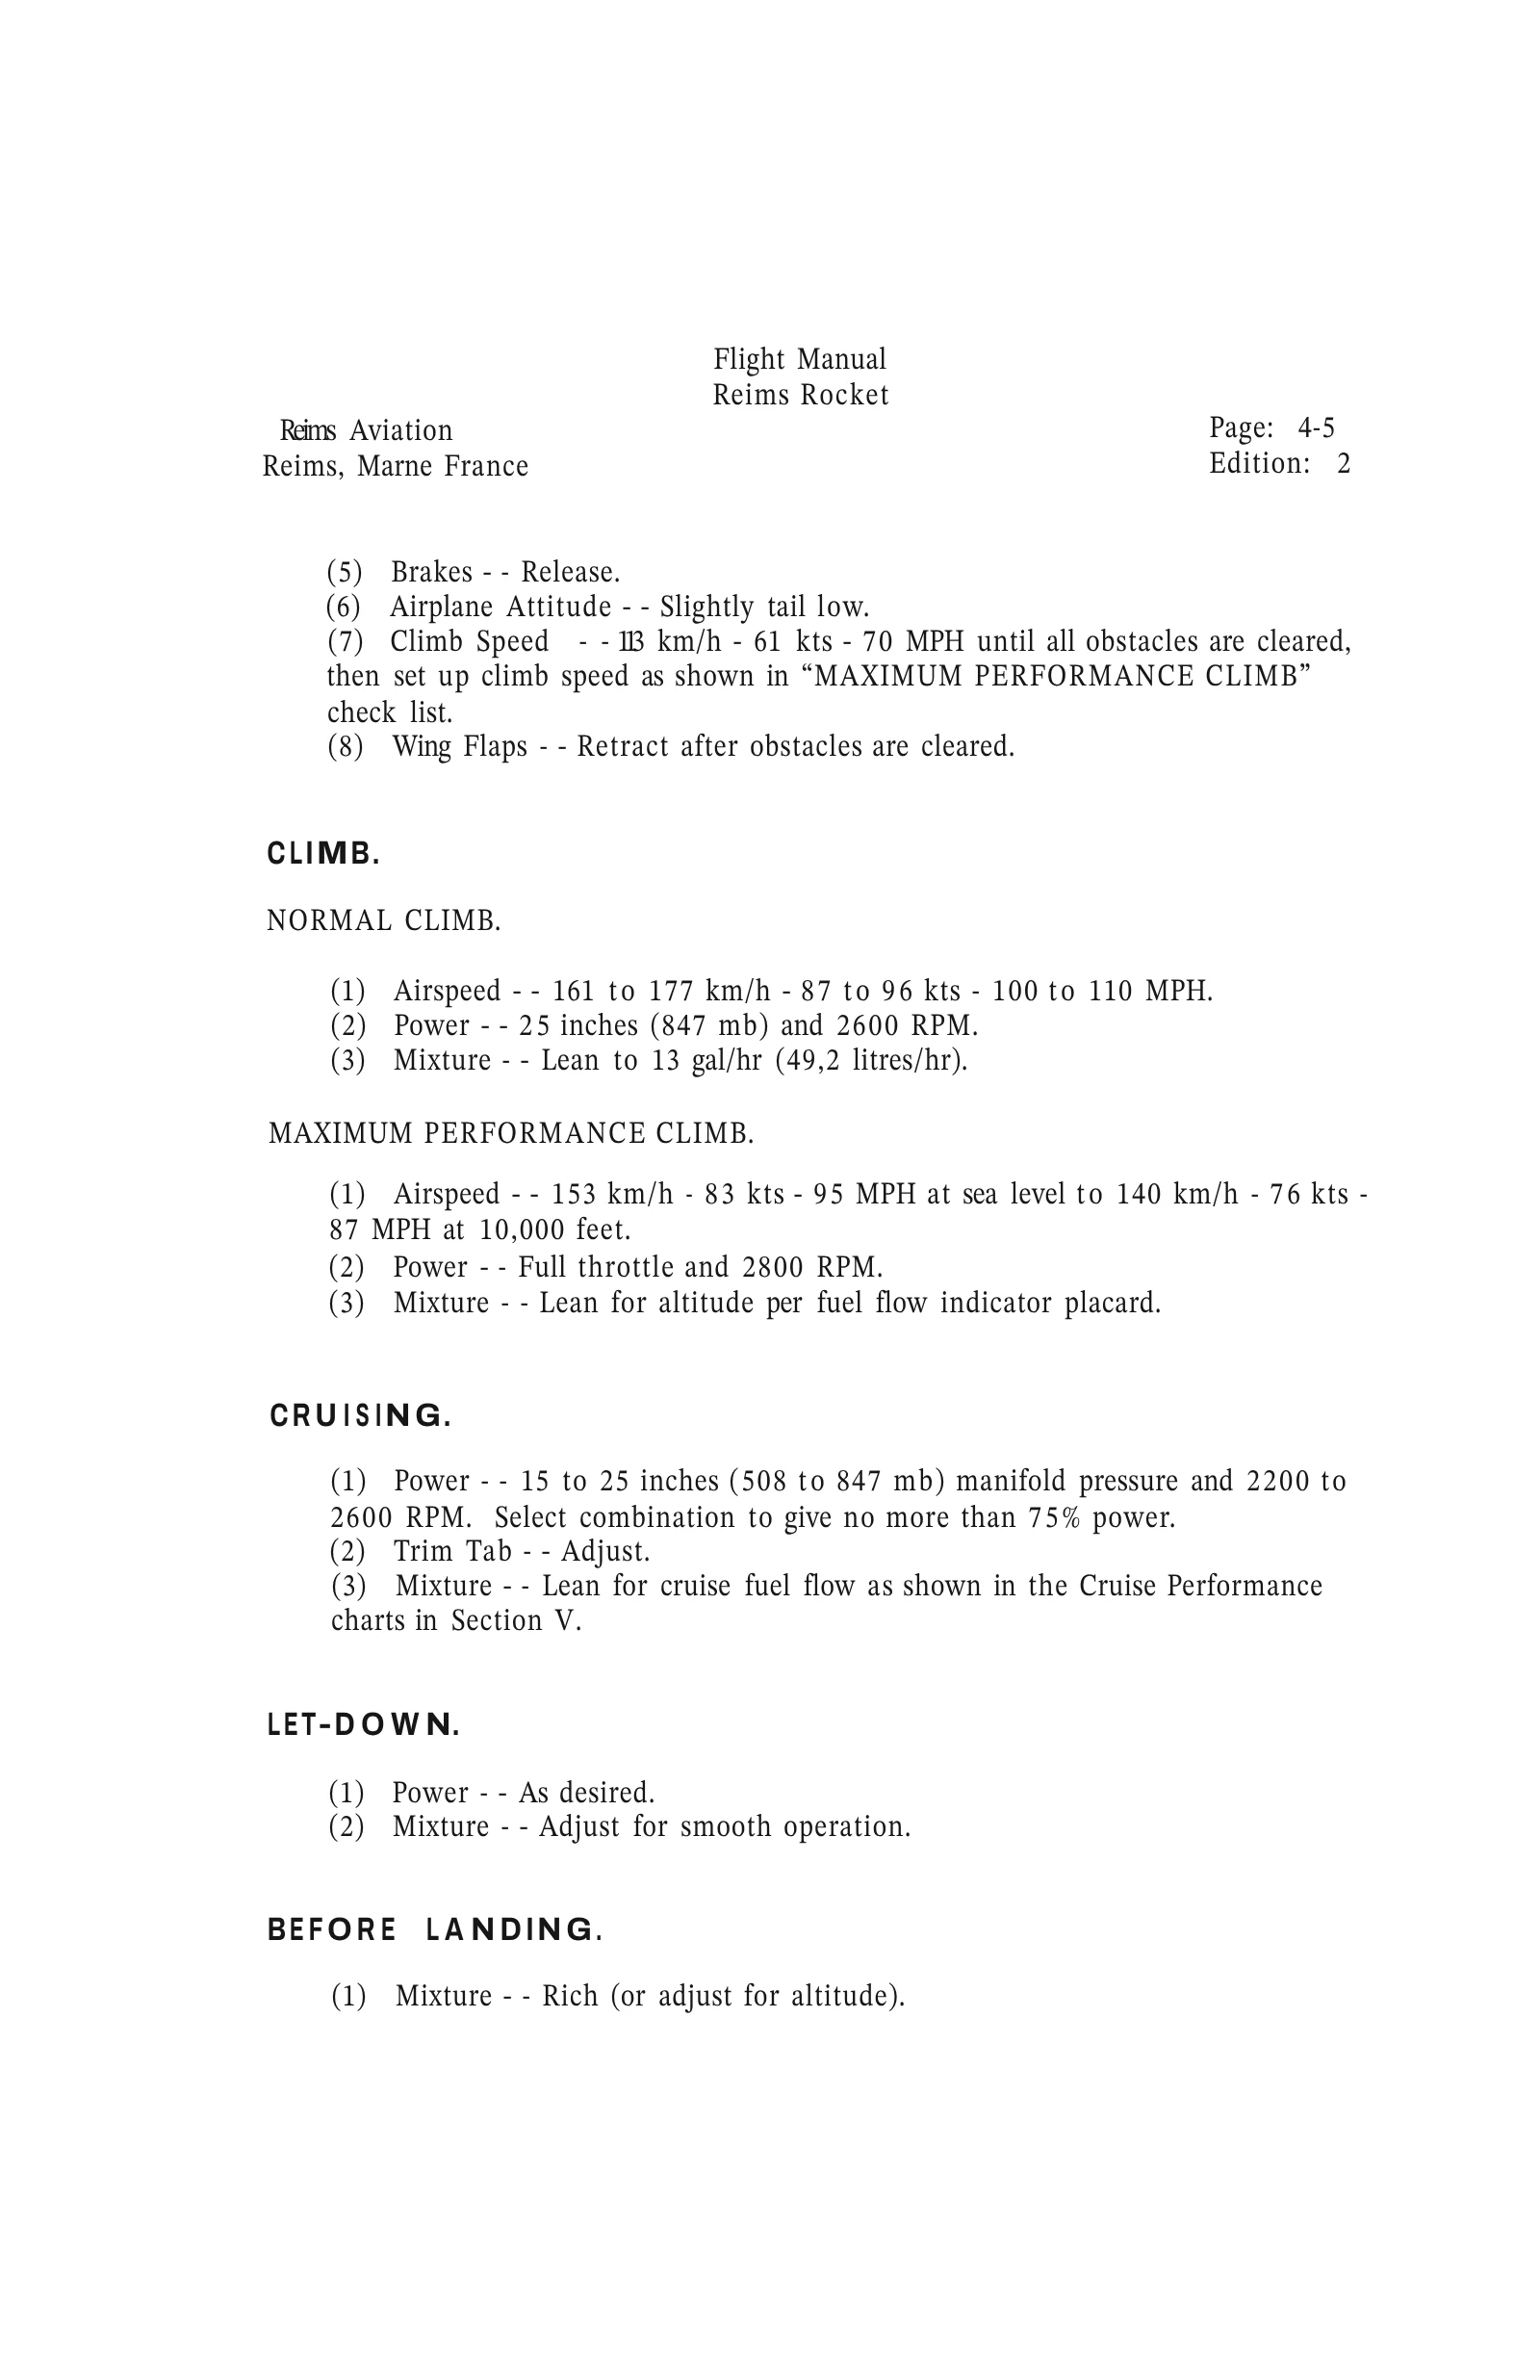 Flight Manual
Reims Rocket
Reims Aviation
Reims, Marne France
Page: 4-5
Edition: 2
(5) Brakes - - Release.
(6) Airplane Attitude - - Slightly tail low.
(7) Climb Speed - - 113 km/h - 61 kts - 70 MPH until all obstacles are cleared,
then set up climb speed as shown in “MAXIMUM PERFORMANCE CLIMB”
check list.
(8) Wing Flaps - - Retract after obstacles are cleared.
CLIMB.
NORMAL CLIMB.
(1) Airspeed - - 161 to 177 km/h - 87 to 96 kts - 100 to 110 MPH.
(2) Power - - 25 inches (847 mb) and 2600 RPM.
(3) Mixture - - Lean to 13 gal/hr (49,2 litres/hr).
MAXIMUM PERFORMANCE CLIMB.
(1) Airspeed - - 153 km/h - 83 kts - 95 MPH at sea level to 140 km/h - 76 kts -
87 MPH at 10,000 feet.
(2) Power - - Full throttle and 2800 RPM.
(3) Mixture - - Lean for altitude per fuel flow indicator placard.
CRUISING.
(1) Power - - 15 to 25 inches (508 to 847 mb) manifold pressure and 2200 to
2600 RPM. Select combination to give no more than 75% power.
(2) Trim Tab - - Adjust.
(3) Mixture - - Lean for cruise fuel flow as shown in the Cruise Performance
charts in Section V.
LET-DOWN.
(1) Power - - As desired.
(2) Mixture - - Adjust for smooth operation.
BEFORE LANDING.
(1) Mixture - - Rich (or adjust for altitude).